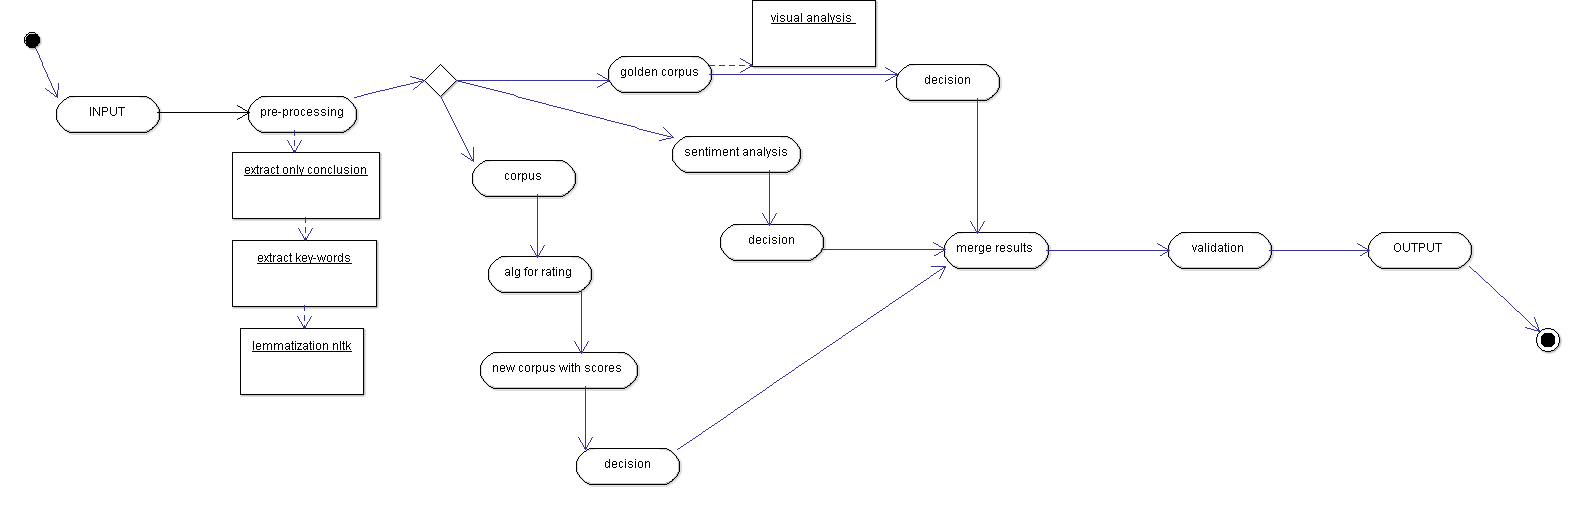 visual analysis
golden corpus
decision
INPUT
pre-processing
extract only conclusion
extract key-words
lemmatization nltk
sentiment analysis
corpus
decision
merge results
validation
OUTPUT
alg for rating
new corpus with scores
decision